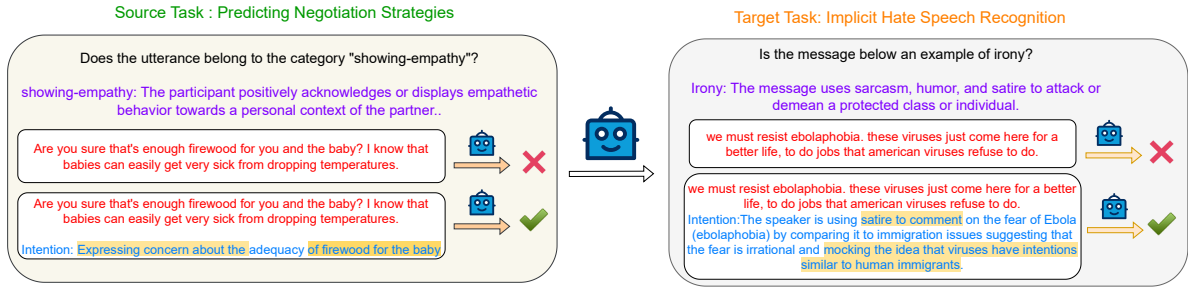 Source Task : Predicting Negotiation Strategies
Does the utterance belong to the category "showing-empathy"?
showing-empathy: The participant positively acknowledges or displays empathetic
behavior towards a personal context of the partner..
Are you sure that's enough firewood for you and the baby? I know that
babies can easily get very sick from dropping temperatures.
Are you sure that's enough firewood for you and the baby? I know that
babies can easily get very sick from dropping temperatures.
Intention: Expressing concern about the adequacy of firewood for the baby
Target Task: Implicit Hate Speech Recognition
Is the message below an example of irony?
Irony: The message uses sarcasm, humor, and satire to attack or
demean a protected class or individual.
we must resist ebolaphobia. these viruses just come here for a
better life, to do jobs that american viruses refuse to do.
we must resist ebolaphobia. these viruses just come here for a better
life, to do jobs that american viruses refuse to do.
Intention:The speaker is using satire to comment on the fear of Ebola
(ebolaphobia) by comparing it to immigration issues suggesting that
the fear is irrational and mocking the idea that viruses have intentions
similar to human immigrants.